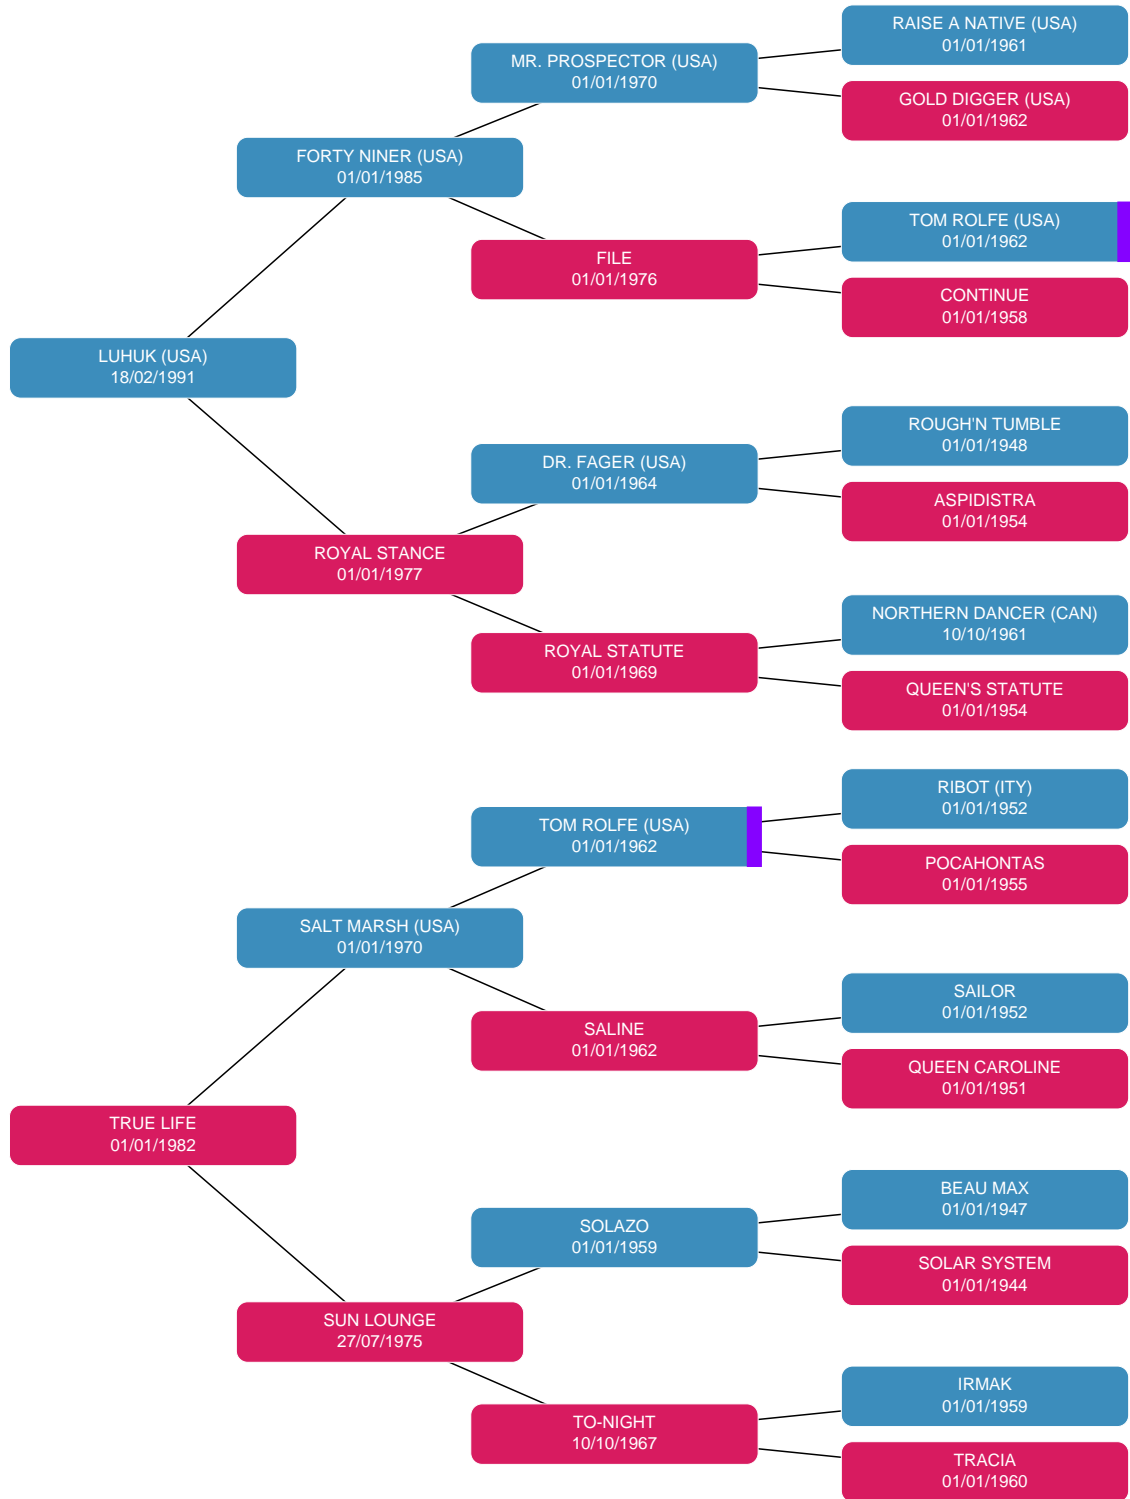 RAISE A NATIVE (USA)
01/01/1961
MR. PROSPECTOR (USA)
01/01/1970
GOLD DIGGER (USA)
01/01/1962
FORTY NINER (USA)
01/01/1985
TOM ROLFE (USA)
01/01/1962
FILE
01/01/1976
CONTINUE
01/01/1958
LUHUK (USA)
18/02/1991
ROUGH'N TUMBLE
01/01/1948
DR. FAGER (USA)
01/01/1964
ASPIDISTRA
01/01/1954
ROYAL STANCE
01/01/1977
NORTHERN DANCER (CAN)
10/10/1961
ROYAL STATUTE
01/01/1969
QUEEN'S STATUTE
01/01/1954
RIBOT (ITY)
01/01/1952
TOM ROLFE (USA)
01/01/1962
POCAHONTAS
01/01/1955
SALT MARSH (USA)
01/01/1970
SAILOR
01/01/1952
SALINE
01/01/1962
QUEEN CAROLINE
01/01/1951
TRUE LIFE
01/01/1982
BEAU MAX
01/01/1947
SOLAZO
01/01/1959
SOLAR SYSTEM
01/01/1944
SUN LOUNGE
27/07/1975
IRMAK
01/01/1959
TO-NIGHT
10/10/1967
TRACIA
01/01/1960